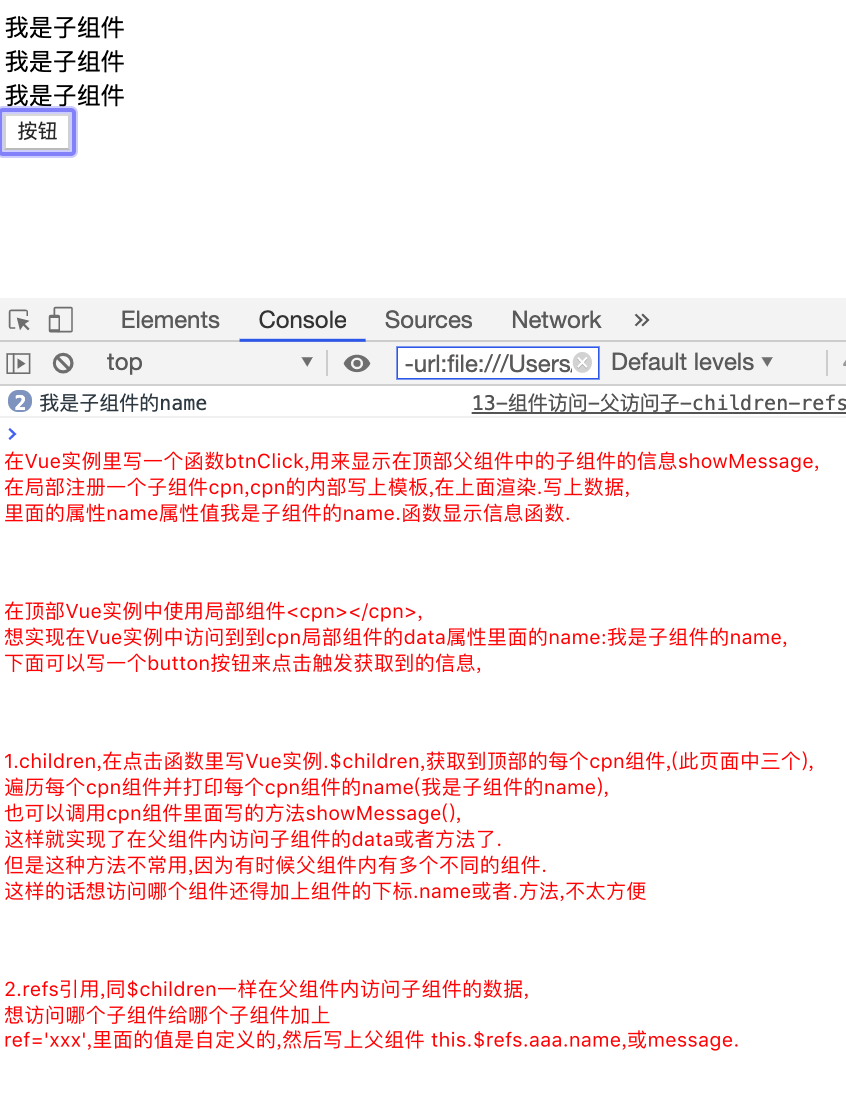 我是子组件
我是子组件
我是子组件
按钮
Elements Console Sources Network »
top ▼ -url:file:///Users/ Default levels ▼
2 我是子组件的name 13-组件访问-父访问子-children-refs
>
在Vue实例里写一个函数btnClick,用来显示在顶部父组件中的子组件的信息showMessage,
在局部注册一个子组件cpn,cpn的内部写上模板,在上面渲染.写上数据,
里面的属性name属性值我是子组件的name.函数显示信息函数.
在顶部Vue实例中使用局部组件<cpn></cpn>,
想实现在Vue实例中访问到到cpn局部组件的data属性里面的name:我是子组件的name,
下面可以写一个button按钮来点击触发获取到的信息,
1.children,在点击函数里写Vue实例.$children,获取到顶部的每个cpn组件,(此页面中三个),
遍历每个cpn组件并打印每个cpn组件的name(我是子组件的name),
也可以调用cpn组件里面写的方法showMessage(),
这样就实现了在父组件内访问子组件的data或者方法了.
但是这种方法不常用,因为有时候父组件内有多个不同的组件.
这样的话想访问哪个组件还得加上组件的下标.name或者.方法,不太方便
2.refs引用,同$children一样在父组件内访问子组件的数据,
想访问哪个子组件给哪个子组件加上
ref='xxx',里面的值是自定义的,然后写上父组件 this.$refs.aaa.name,或message.